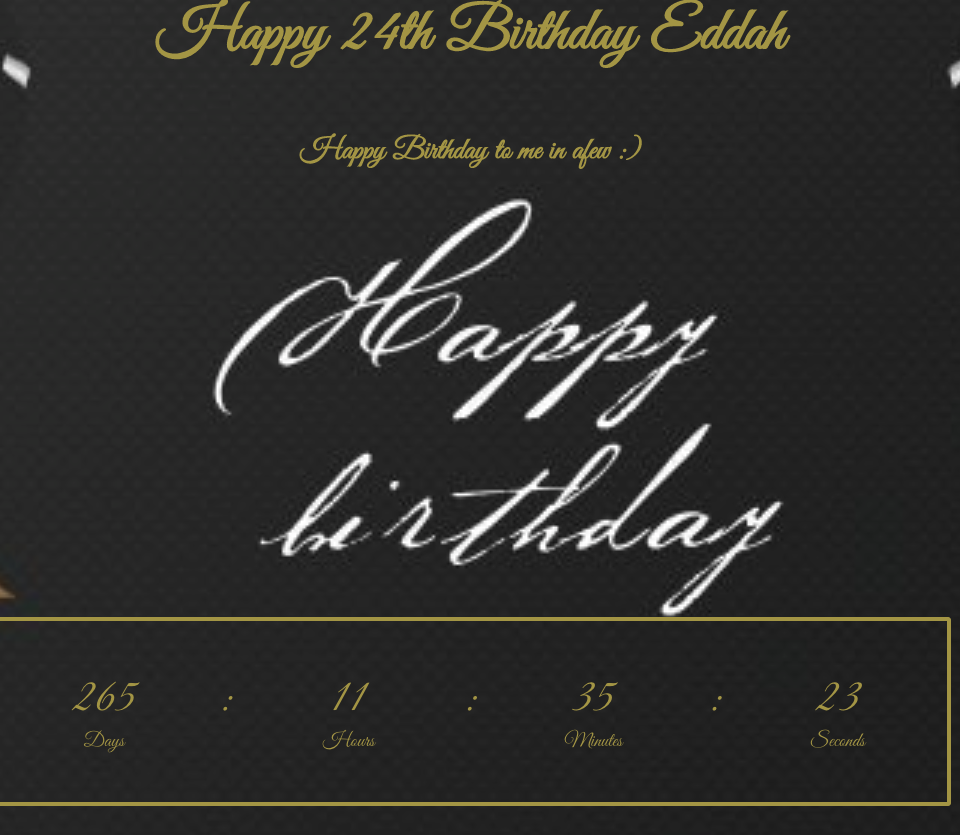 Happy 24th Birthday Eddah
Happy Birthday to me in afew :)
Happy
birthday
265 : 11 : 35 : 23
Days Hours Minutes Seconds